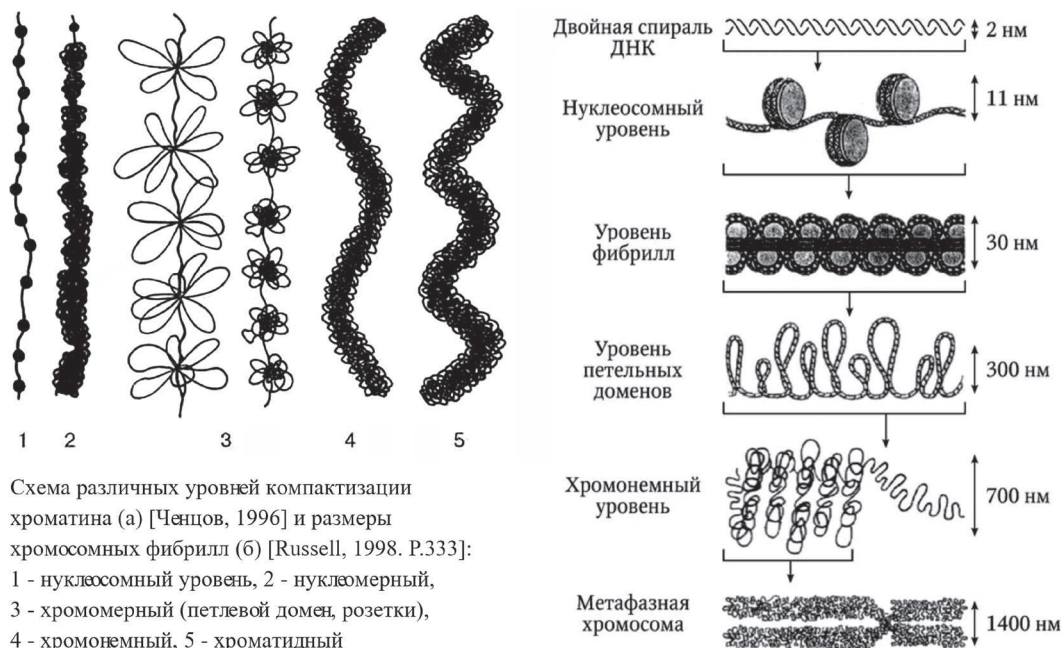 1
2
3
4
5
Схема различных уровней компактизации
хроматина (а) [Ченцов, 1996] и размеры
хромосомных фибрилл (б) [Russell, 1998. P.333]:
1 - нуклеосомный уровень, 2 - нуклеомерный,
3 - хромомерный (петлевой домен, розетки),
4 - хромонемный, 5 - хроматидный
Двойная спираль
ДНК
2 нм
Нуклеосомный
уровень
11 нм
Уровень
фибрилл
30 нм
Уровень
петельных
доменов
300 нм
Хромонемный
уровень
700 нм
Метафазная
хромосома
1400 нм